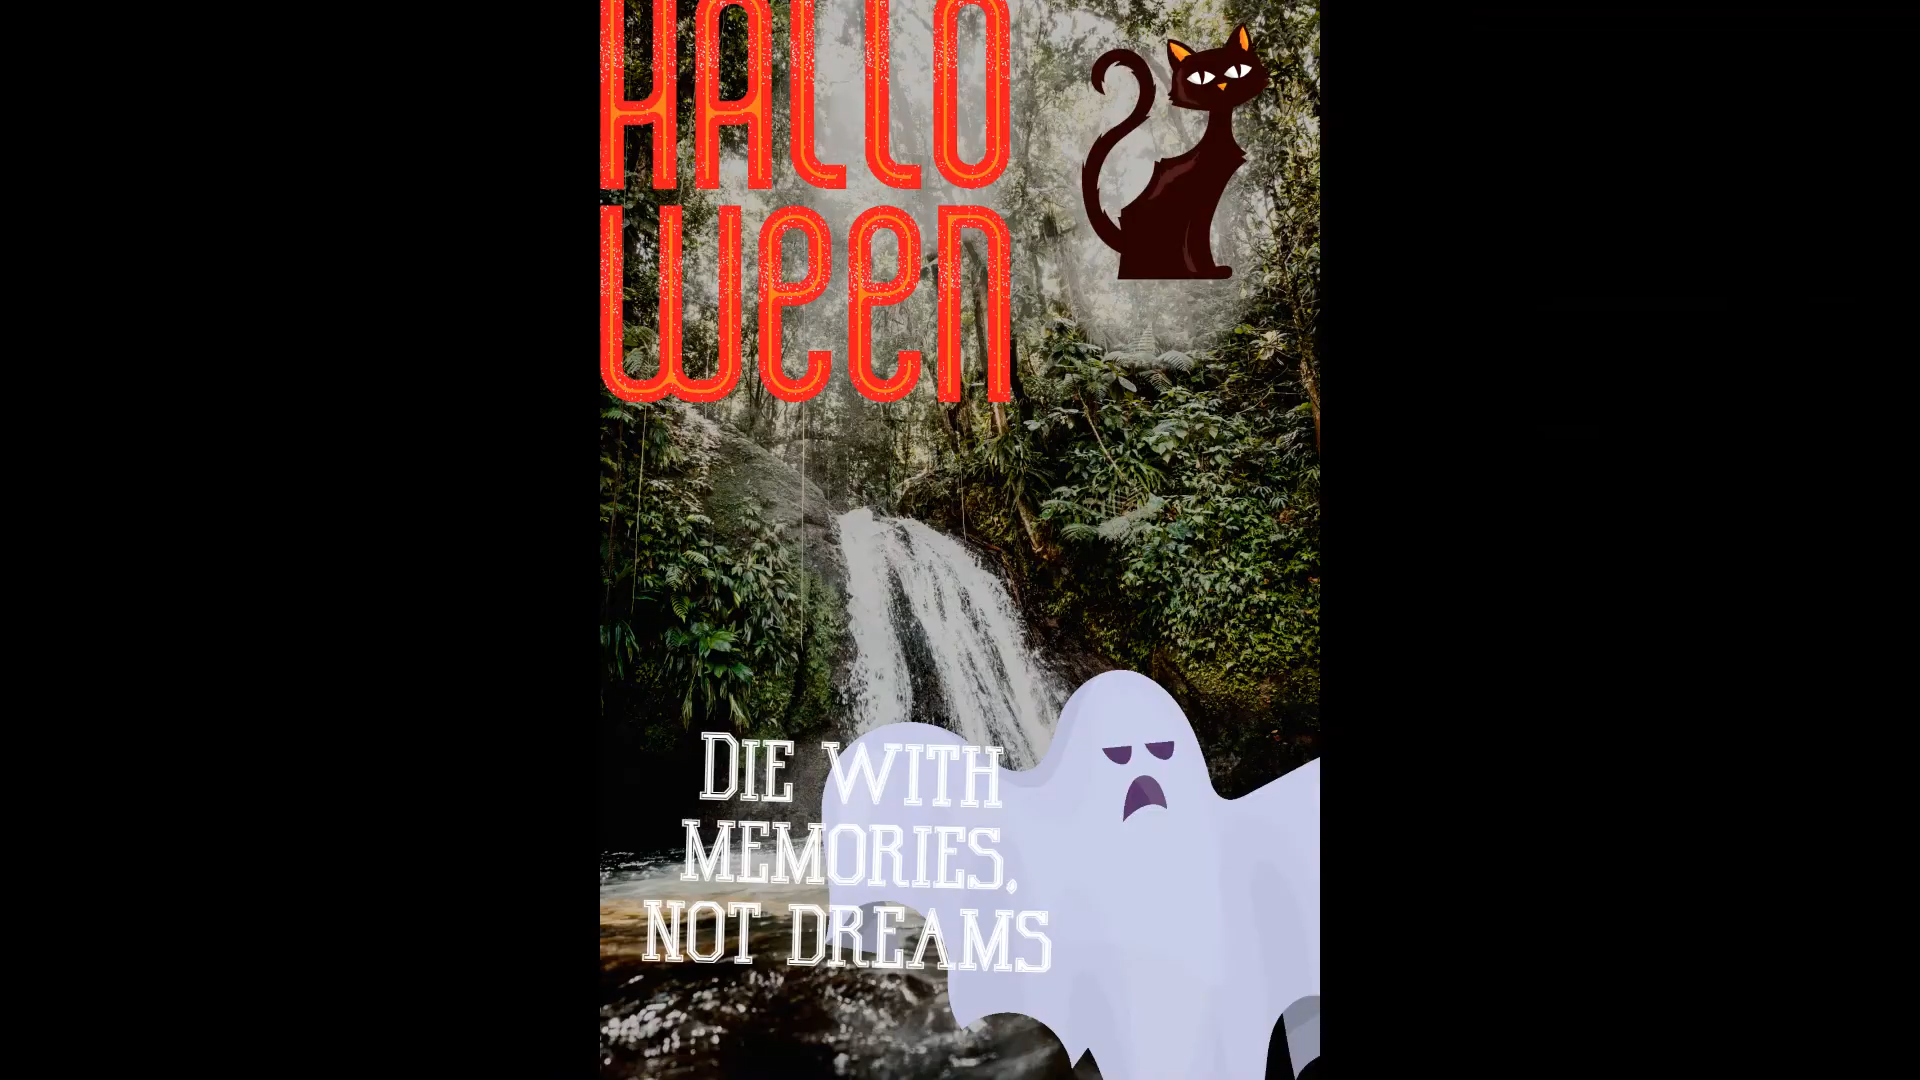 HALLO
ween
DIE WITH
MEMORIES,
NOT DREAMS